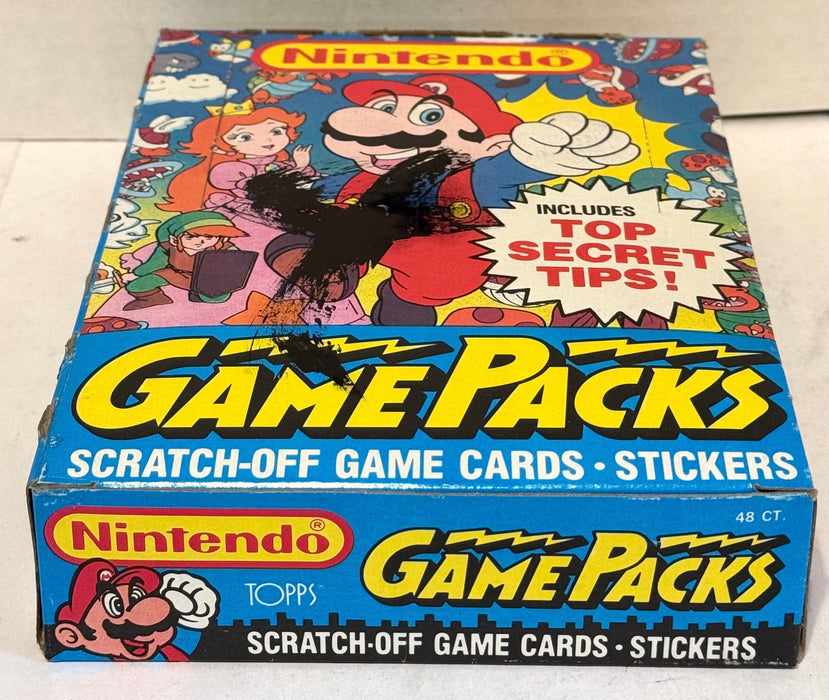 Nintendo®
INCLUDES
TOP
SECRET
TIPS!
GAME PACKS
SCRATCH-OFF GAME CARDS • STICKERS
48 CT.
Nintendo®
GAME PACKS
TOPPS
SCRATCH-OFF GAME CARDS • STICKERS